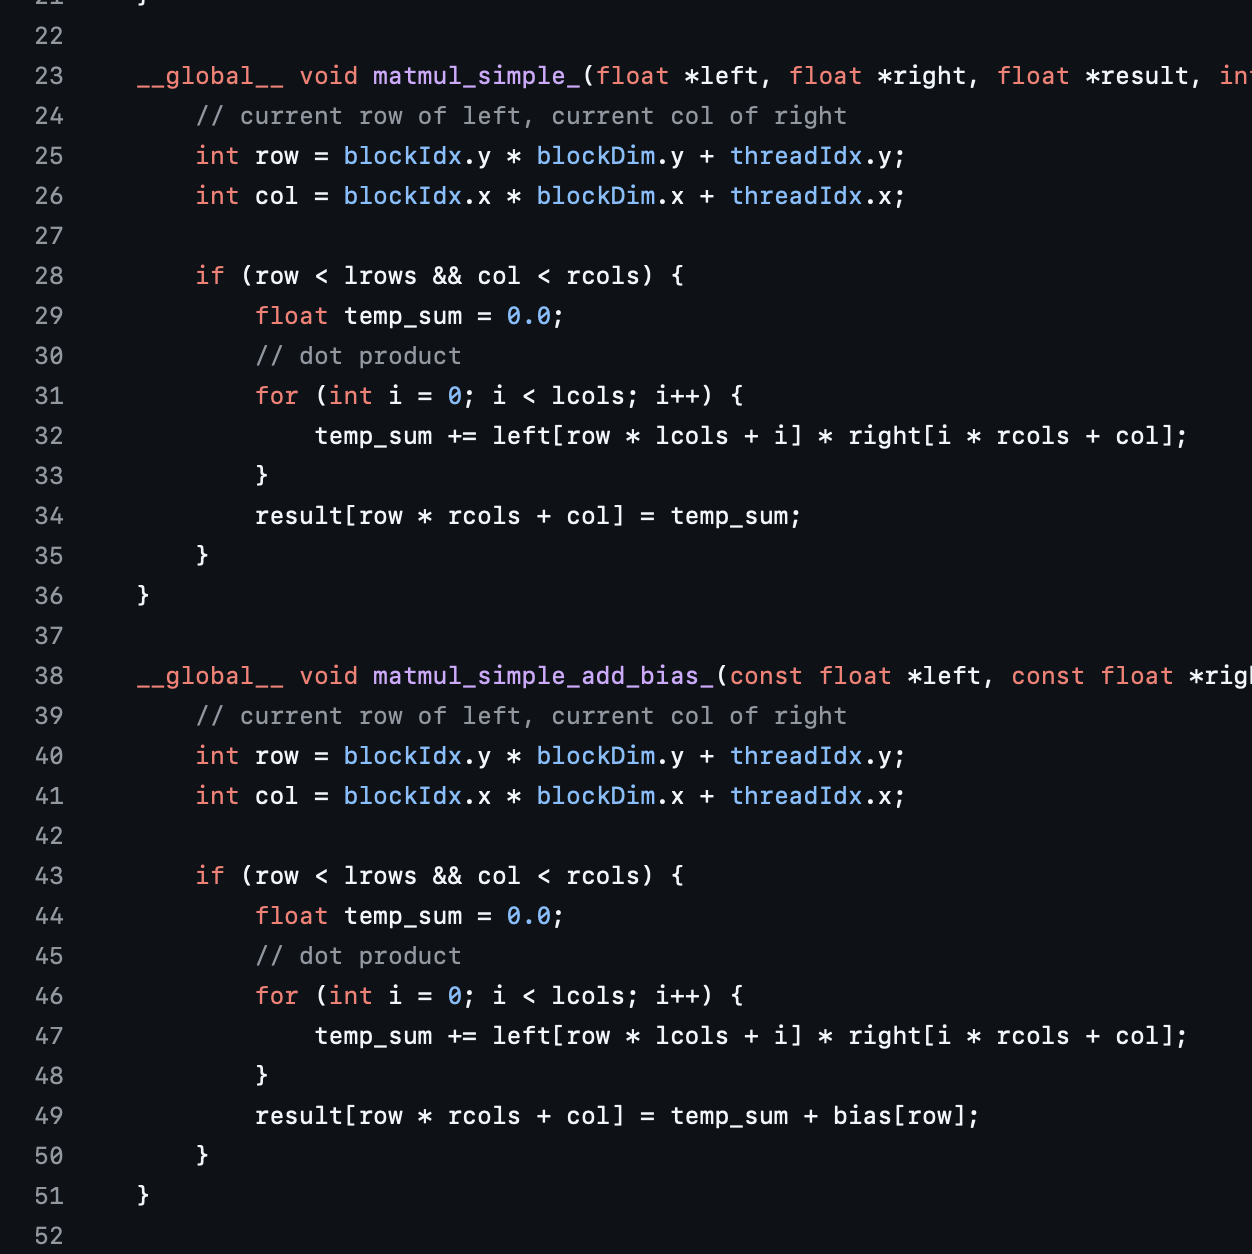 22
23 __global__ void matmul_simple_(float *left, float *right, float *result,
24 // current row of left, current col of right
25 int row = blockIdx.y * blockDim.y + threadIdx.y;
26 int col = blockIdx.x * blockDim.x + threadIdx.x;
27
28 if (row < lrows && col < rcols) {
29 float temp_sum = 0.0;
30 // dot product
31 for (int i = 0; i < lcols; i++) {
32 temp_sum += left[row * lcols + i] * right[i * rcols + col];
33 }
34 result[row * rcols + col] = temp_sum;
35 }
36 }
37
38 __global__ void matmul_simple_add_bias_(const float *left, const float
39 // current row of left, current col of right
40 int row = blockIdx.y * blockDim.y + threadIdx.y;
41 int col = blockIdx.x * blockDim.x + threadIdx.x;
42
43 if (row < lrows && col < rcols) {
44 float temp_sum = 0.0;
45 // dot product
46 for (int i = 0; i < lcols; i++) {
47 temp_sum += left[row * lcols + i] * right[i * rcols + col];
48 }
49 result[row * rcols + col] = temp_sum + bias[row];
50 }
51 }
52